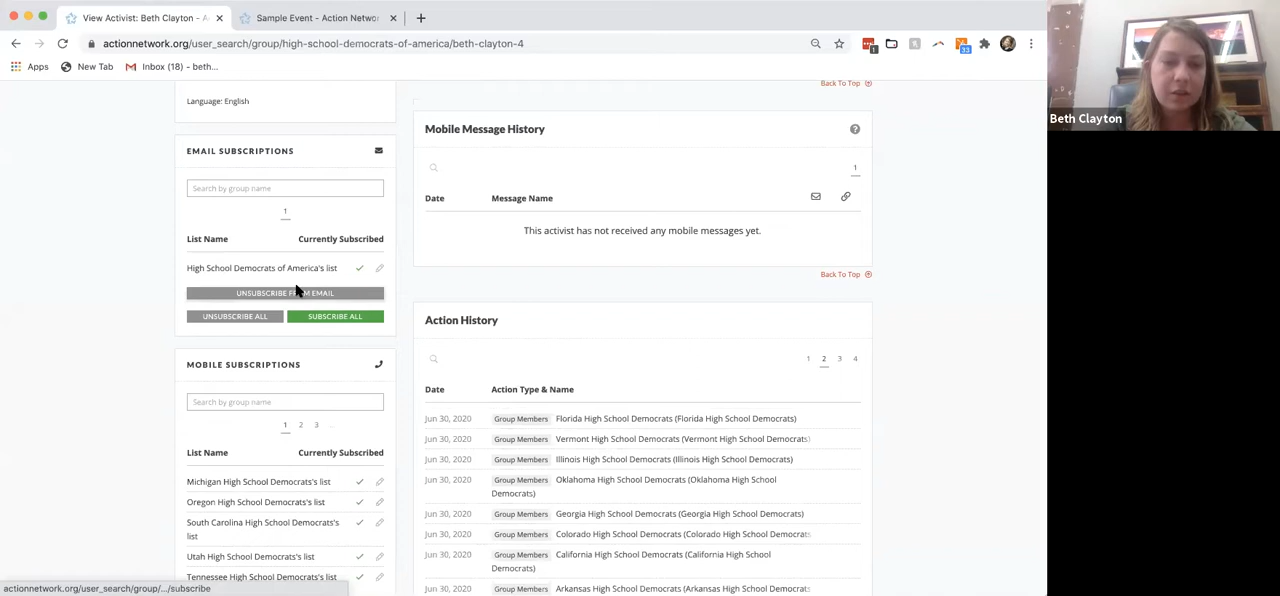 View Activist: Beth Clayton - A
Sample Event - Action Networ
actionnetwork.org/user_search/group/high-school-democrats-of-america/beth-clayton-4
1
33
Apps
New Tab
Inbox (18) - beth...
Language: English
EMAIL SUBSCRIPTIONS
Search by group name
1
List Name Currently Subscribed
High School Democrats of America's list
UNSUBSCRIBE FROM EMAIL
UNSUBSCRIBE ALL SUBSCRIBE ALL
MOBILE SUBSCRIPTIONS
Search by group name
1 2 3 ...
List Name Currently Subscribed
Michigan High School Democrats's list
Oregon High School Democrats's list
South Carolina High School Democrats's
list
Utah High School Democrats's list
Tennessee High School Democrats's list
actionnetwork.org/user_search/group/.../subscribe
Back To Top
Mobile Message History
?
1
Date Message Name
This activist has not received any mobile messages yet.
Back To Top
Action History
1 2 3 4
Date Action Type & Name
Jun 30, 2020 Group Members Florida High School Democrats (Florida High School Democrats)
Jun 30, 2020 Group Members Vermont High School Democrats (Vermont High School Democrats)
Jun 30, 2020 Group Members Illinois High School Democrats (Illinois High School Democrats)
Jun 30, 2020 Group Members Oklahoma High School Democrats (Oklahoma High School
Democrats)
Jun 30, 2020 Group Members Georgia High School Democrats (Georgia High School Democrats)
Jun 30, 2020 Group Members Colorado High School Democrats (Colorado High School Democrats
Jun 30, 2020 Group Members California High School Democrats (California High School
Democrats)
Jun 30, 2020 Group Members Arkansas High School Democrats (Arkansas High School Democrats)
Beth Clayton